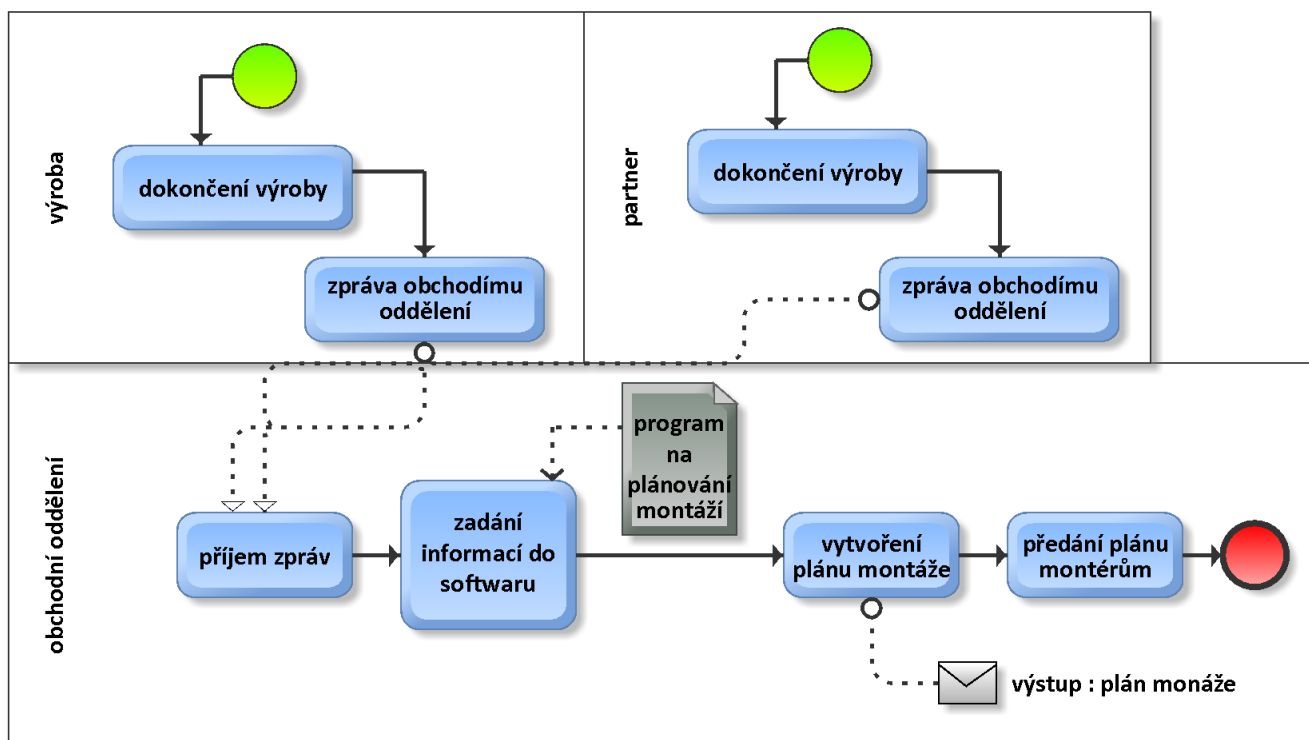 výroba
dokončení výroby
zpráva obchodímu
oddělení
partner
dokončení výroby
zpráva obchodímu
oddělení
obchodní oddělení
příjem zpráv
zadání
informací do
softwaru
program
na
plánování
montáží
vytvoření
plánu montáže
předání plánu
montérům
výstup : plán monáže